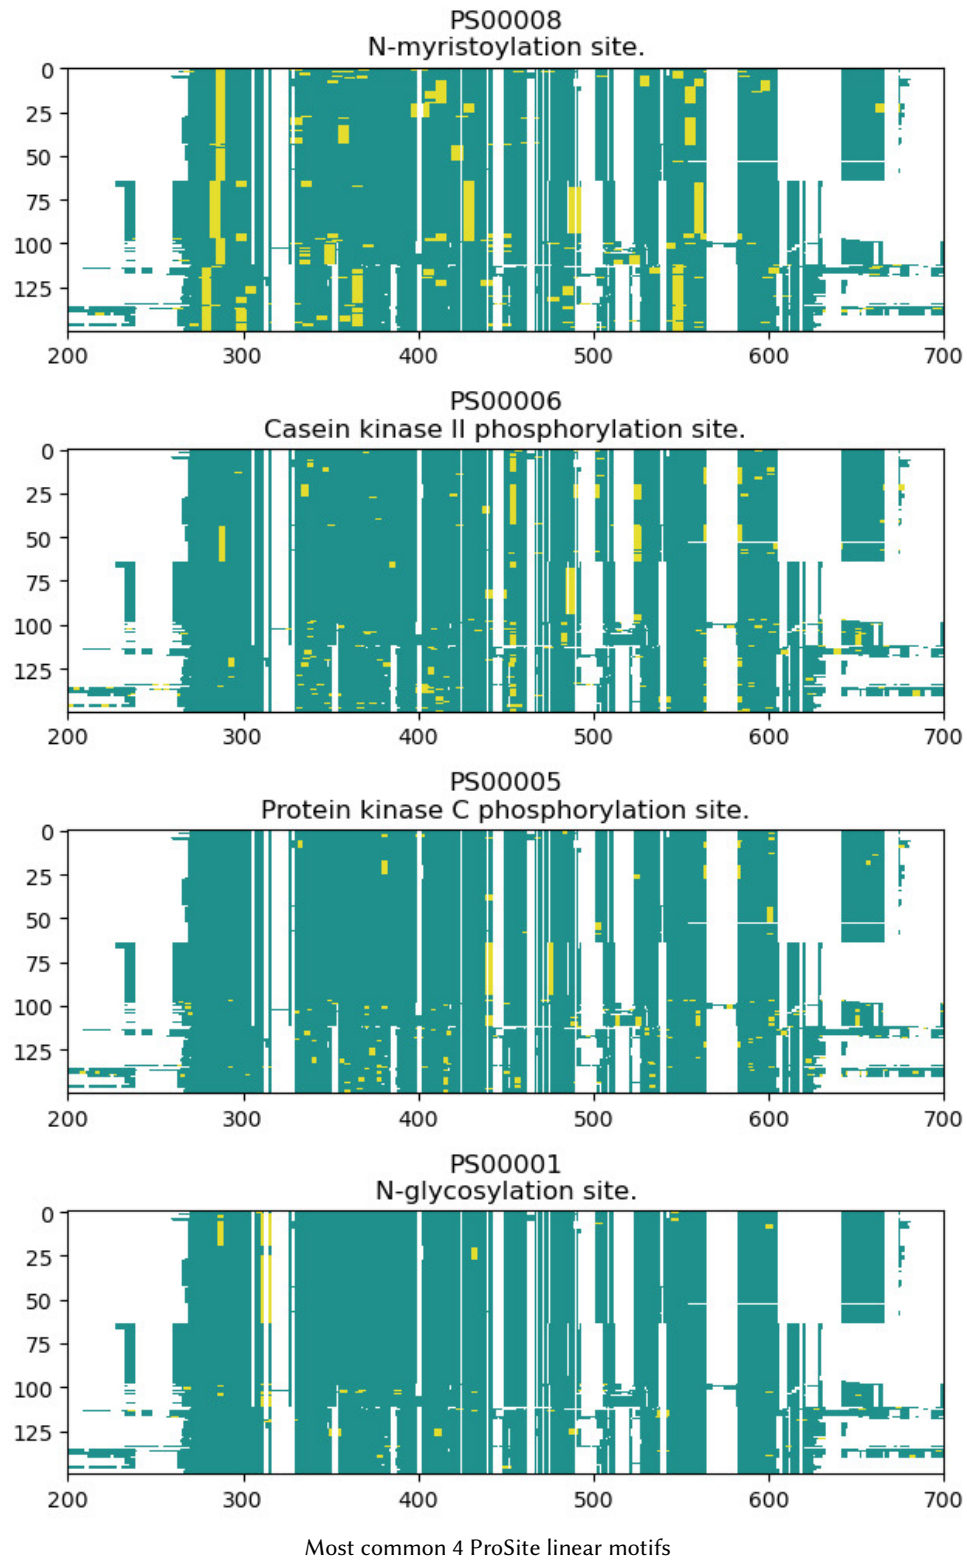 PS00008
N-myristoylation site.
0
25
50
75
100
125
200 300 400 500 600 700
PS00006
Casein kinase II phosphorylation site.
0
25
50
75
100
125
200 300 400 500 600 700
PS00005
Protein kinase C phosphorylation site.
0
25
50
75
100
125
200 300 400 500 600 700
PS00001
N-glycosylation site.
0
25
50
75
100
125
200 300 400 500 600 700
Most common 4 ProSite linear motifs